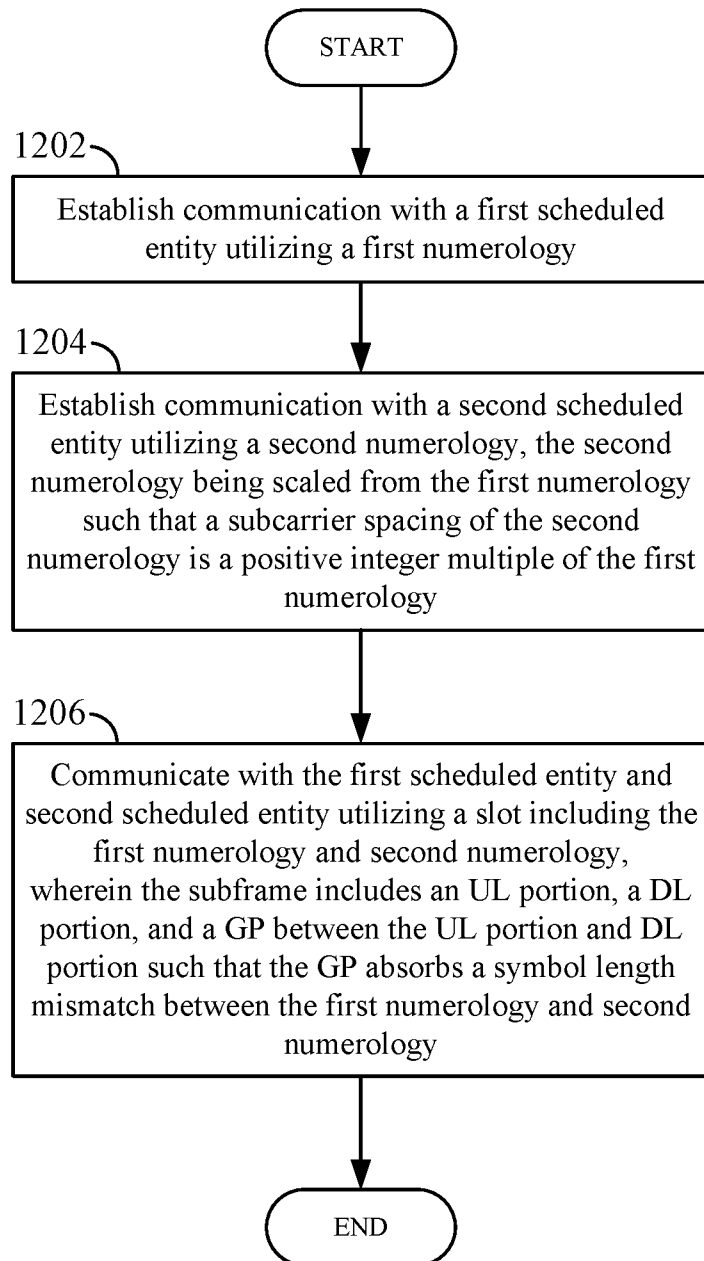 START
1202
Establish communication with a first scheduled
entity utilizing a first numerology
1204
Establish communication with a second scheduled
entity utilizing a second numerology, the second
numerology being scaled from the first numerology
such that a subcarrier spacing of the second
numerology is a positive integer multiple of the first
numerology
1206
Communicate with the first scheduled entity and
second scheduled entity utilizing a slot including the
first numerology and second numerology,
wherein the subframe includes an UL portion, a DL
portion, and a GP between the UL portion and DL
portion such that the GP absorbs a symbol length
mismatch between the first numerology and second
numerology
END